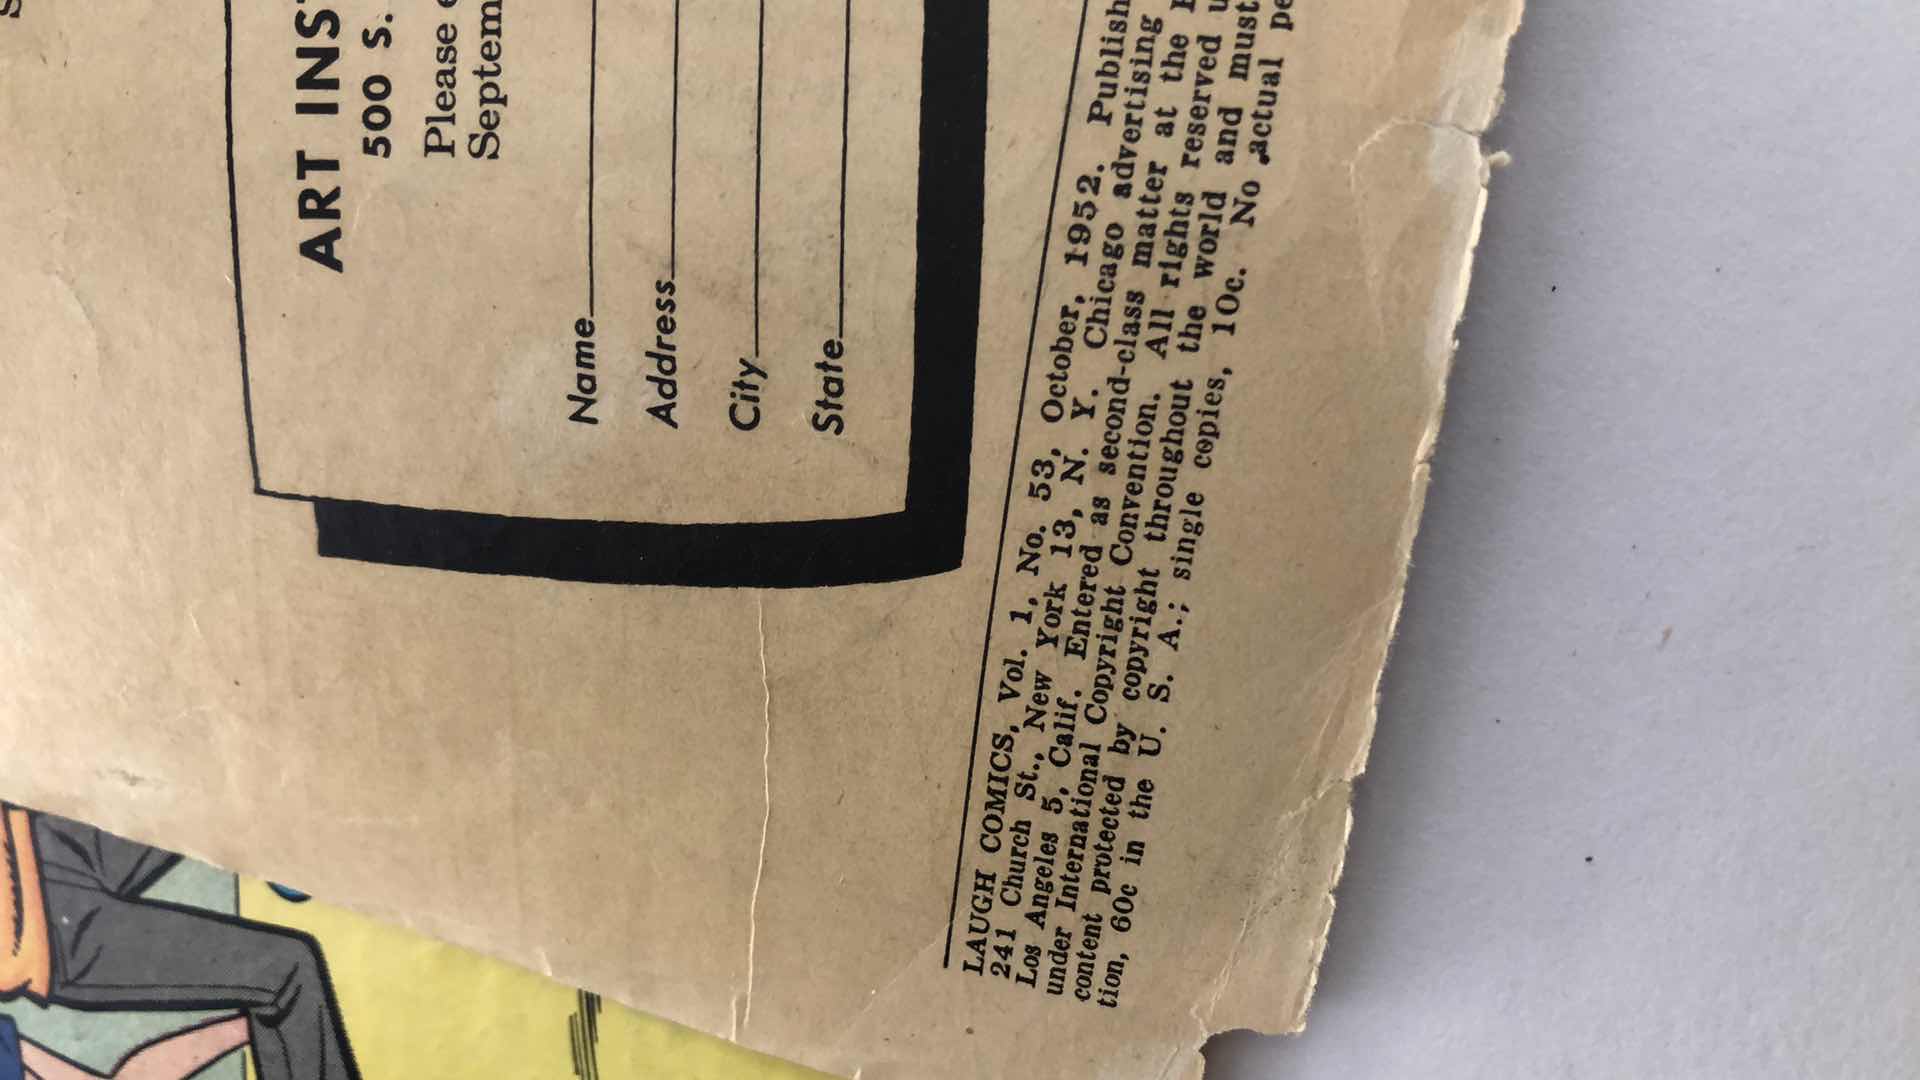 ART INS
500 S.
Please
Septem
Name
Address
City
State
LAUGH COMICS, Vol. 1, No. 53, October, 1952. Publish
241 Church St., New York 13, N. Y. Chicago advertising
Los Angeles 5, Calif. Entered as second-class matter at the
under International Copyright Convention. All rights reserved
content protected by copyright throughout the world and must
tion, 60c in the U. S. A.; single copies, 10c. No actual pe